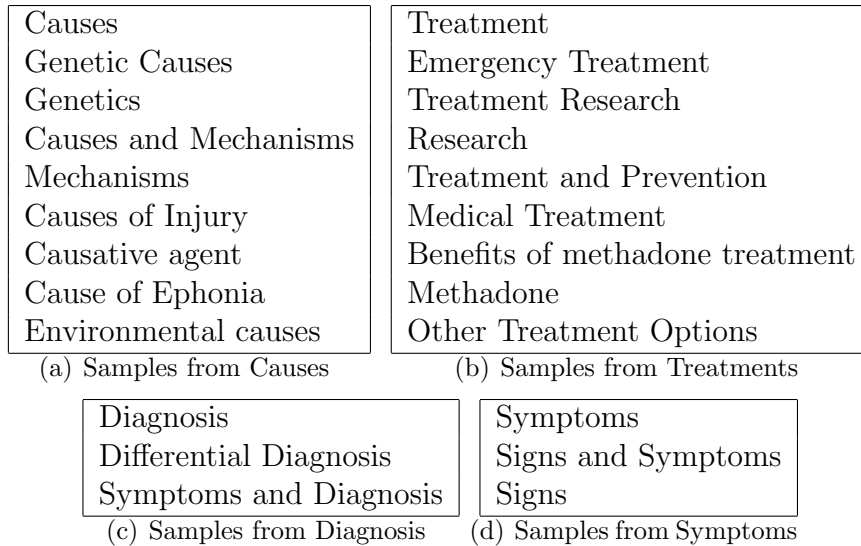 Causes
Genetic Causes
Genetics
Causes and Mechanisms
Mechanisms
Causes of Injury
Causative agent
Cause of Ephonia
Environmental causes
(a) Samples from Causes
Treatment
Emergency Treatment
Treatment Research
Research
Treatment and Prevention
Medical Treatment
Benefits of methadone treatment
Methadone
Other Treatment Options
(b) Samples from Treatments
Diagnosis
Differential Diagnosis
Symptoms and Diagnosis
(c) Samples from Diagnosis
Symptoms
Signs and Symptoms
Signs
(d) Samples from Symptoms